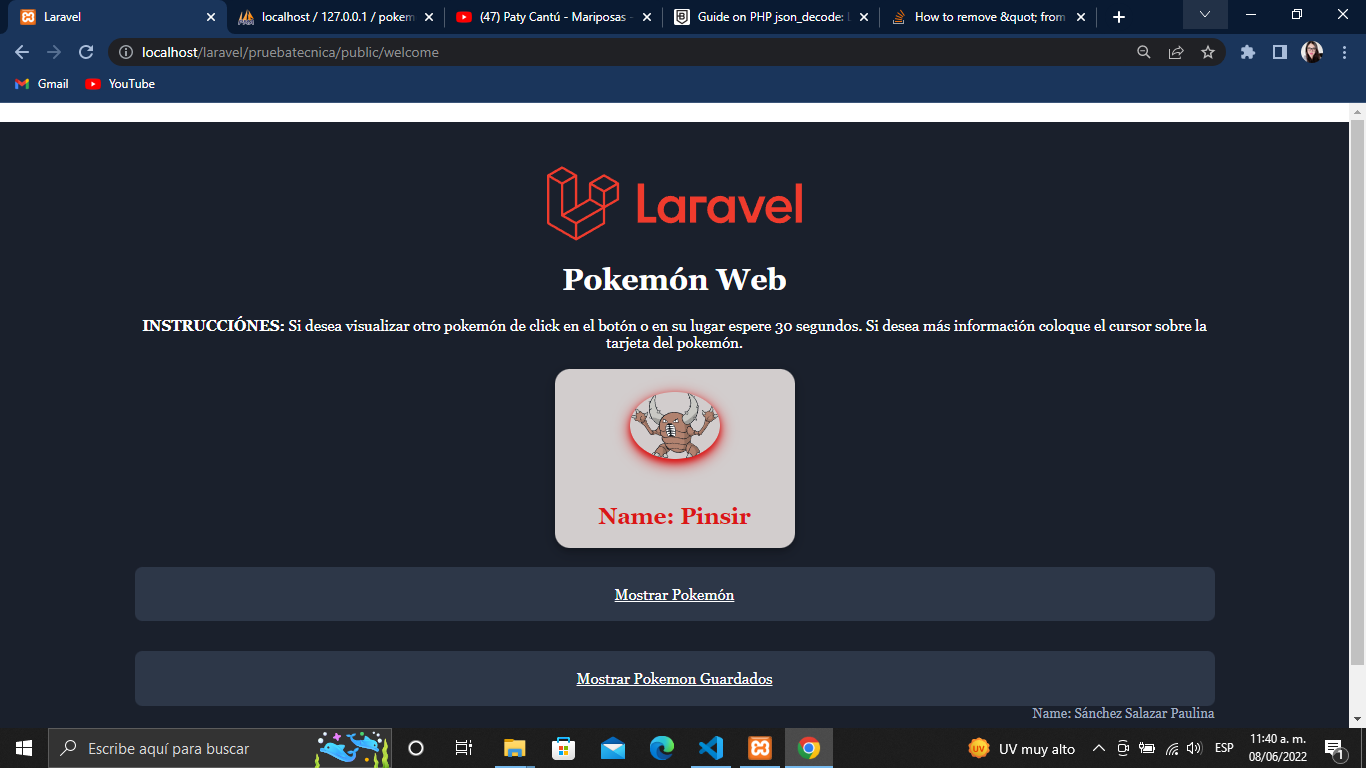 Laravel
localhost / 127.0.0.1 / pokem
(47) Paty Cantú - Mariposas -
Guide on PHP json_decode:
How to remove &quot; from
localhost/laravel/pruebatecnica/public/welcome
Gmail
YouTube
Laravel
Pokemón Web
INSTRUCCIÓNES: Si desea visualizar otro pokemón de click en el botón o en su lugar espere 30 segundos. Si desea más información coloque el cursor sobre la
tarjeta del pokemón.
Name: Pinsir
Mostrar Pokemón
Mostrar Pokemon Guardados
Name: Sánchez Salazar Paulina
Escribe aquí para buscar
UV
UV muy alto
ESP
11:40 a. m.
08/06/2022
1